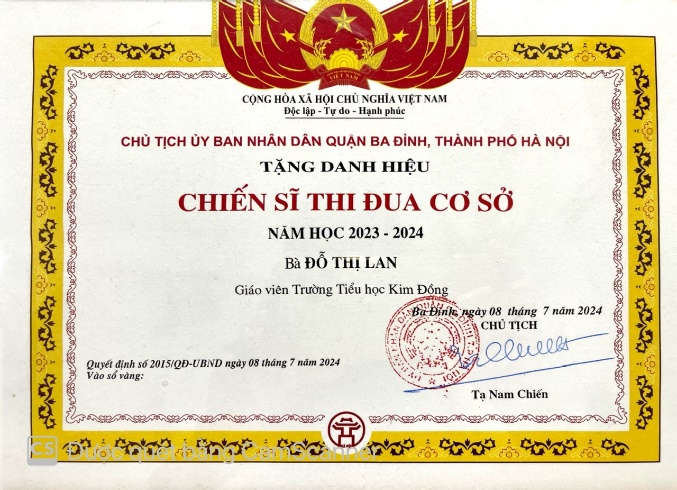 VIỆT NAM
CỘNG HÒA XÃ HỘI CHỦ NGHĨA VIỆT NAM
Độc lập - Tự do - Hạnh phúc
CHỦ TỊCH ỦY BAN NHÂN DÂN QUẬN BA ĐÌNH, THÀNH PHỐ HÀ NỘI
TẶNG DANH HIỆU
CHIẾN SĨ THI ĐUA CƠ SỞ
NĂM HỌC 2023 - 2024
Bà ĐỖ THỊ LAN
Giáo viên Trường Tiểu học Kim Đồng
Ba Đình, ngày 08 tháng 7 năm 2024
CHỦ TỊCH
Quyết định số 2015/QĐ-UBND ngày 08 tháng 7 năm 2024
Vào sổ vàng:
Tạ Nam Chiến
CS Được quét bằng CamScanner